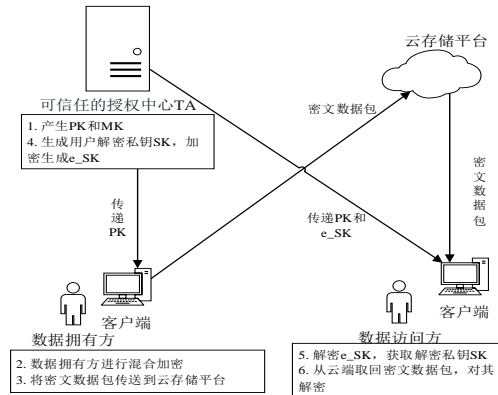 云存储平台
可信任的授权中心TA
1. 产生PK和MK
4. 生成用户解密私钥SK，加
密生成e_SK
密文数据包
密
文
数
据
包
传
递
PK
传递PK和
e_SK
客户端
客户端
数据拥有方
数据访问方
2. 数据拥有方进行混合加密
3. 将密文数据包传送到云存储平台
5. 解密e_SK，获取解密私钥SK
6. 从云端取回密文数据包，对其
解密